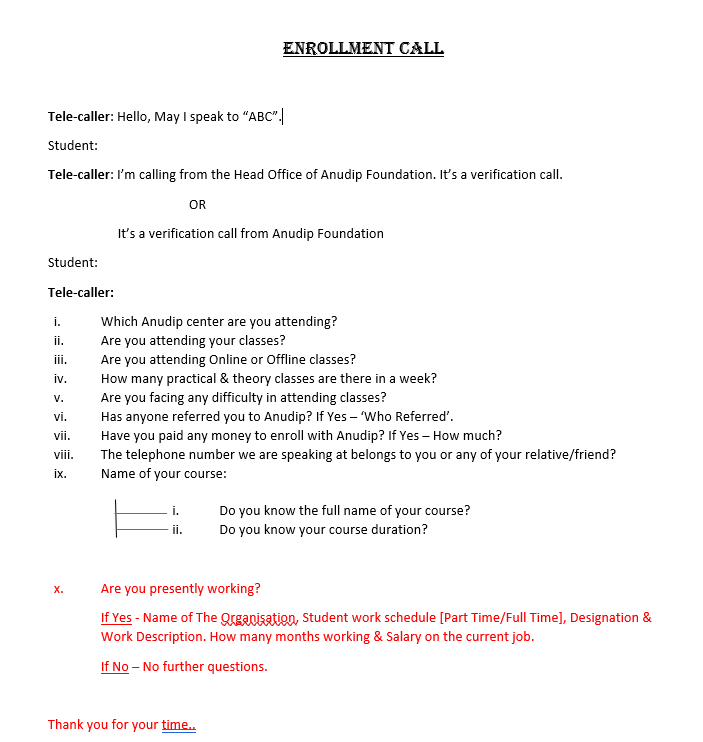 ENROLLMENT CALL
Tele-caller: Hello, May I speak to “ABC”.
Student:
Tele-caller: I’m calling from the Head Office of Anudip Foundation. It’s a verification call.
OR
It’s a verification call from Anudip Foundation
Student:
Tele-caller:
i. Which Anudip center are you attending?
ii. Are you attending your classes?
iii. Are you attending Online or Offline classes?
iv. How many practical & theory classes are there in a week?
v. Are you facing any difficulty in attending classes?
vi. Has anyone referred you to Anudip? If Yes – ‘Who Referred’.
vii. Have you paid any money to enroll with Anudip? If Yes – How much?
viii. The telephone number we are speaking at belongs to you or any of your relative/friend?
ix. Name of your course:
i. Do you know the full name of your course?
ii. Do you know your course duration?
x. Are you presently working?
If Yes - Name of The Organisation, Student work schedule [Part Time/Full Time], Designation &
Work Description. How many months working & Salary on the current job.
If No – No further questions.
Thank you for your time..